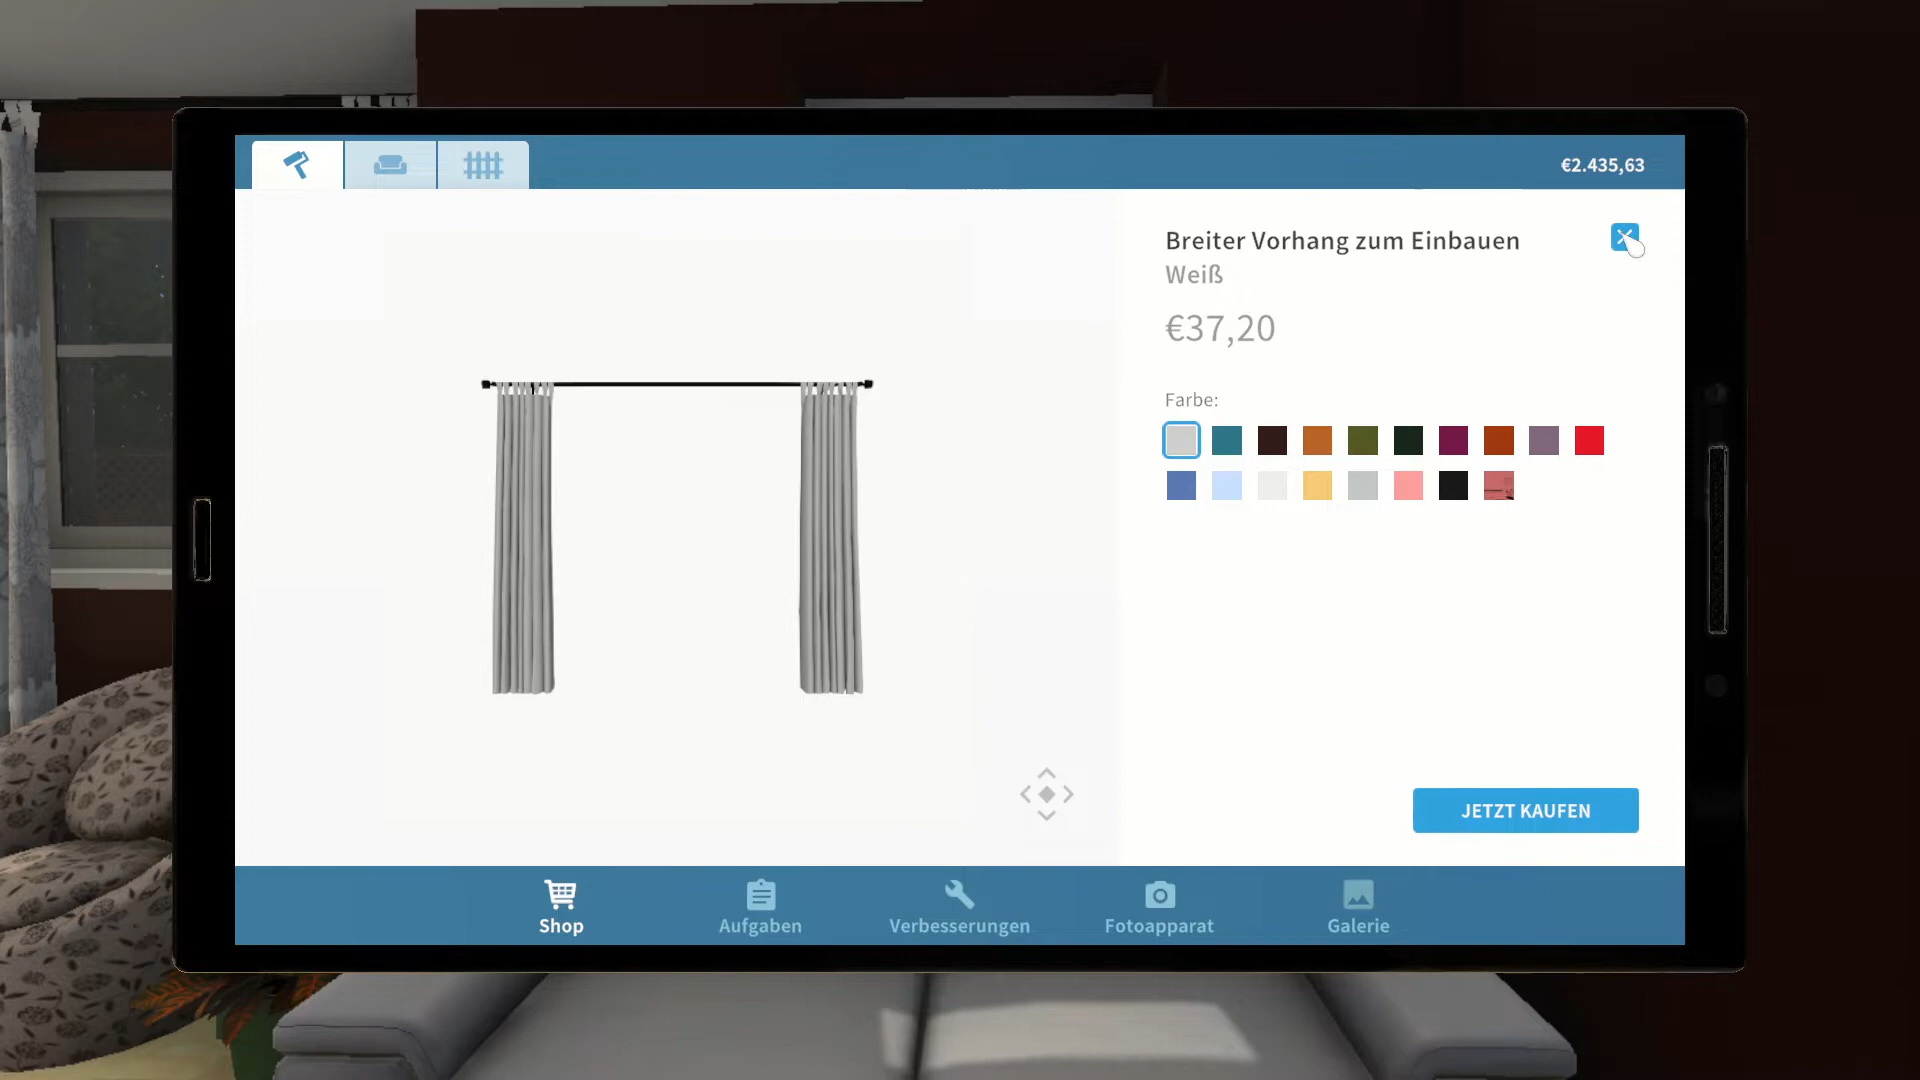 €2.435,63
Breiter Vorhang zum Einbauen
Weiß
€37,20
Farbe:
JETZT KAUFEN
Shop
Aufgaben
Verbesserungen
Fotoapparat
Galerie